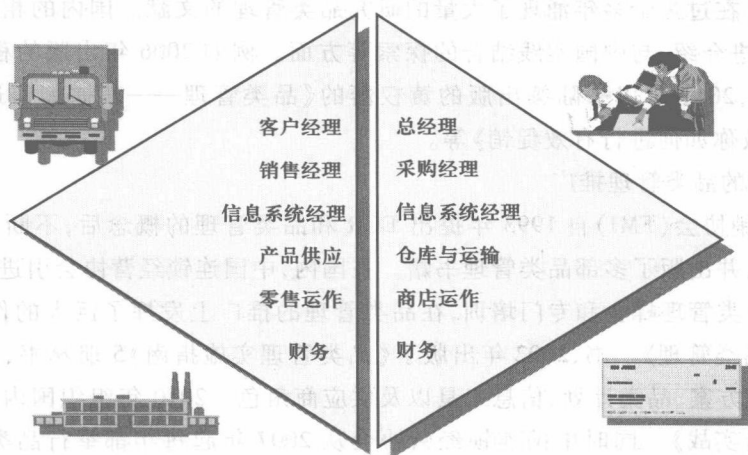 客户经理 总经理
销售经理 采购经理
信息系统经理 信息系统经理
产品供应 仓库与运输
零售运作 商店运作
财务 财务